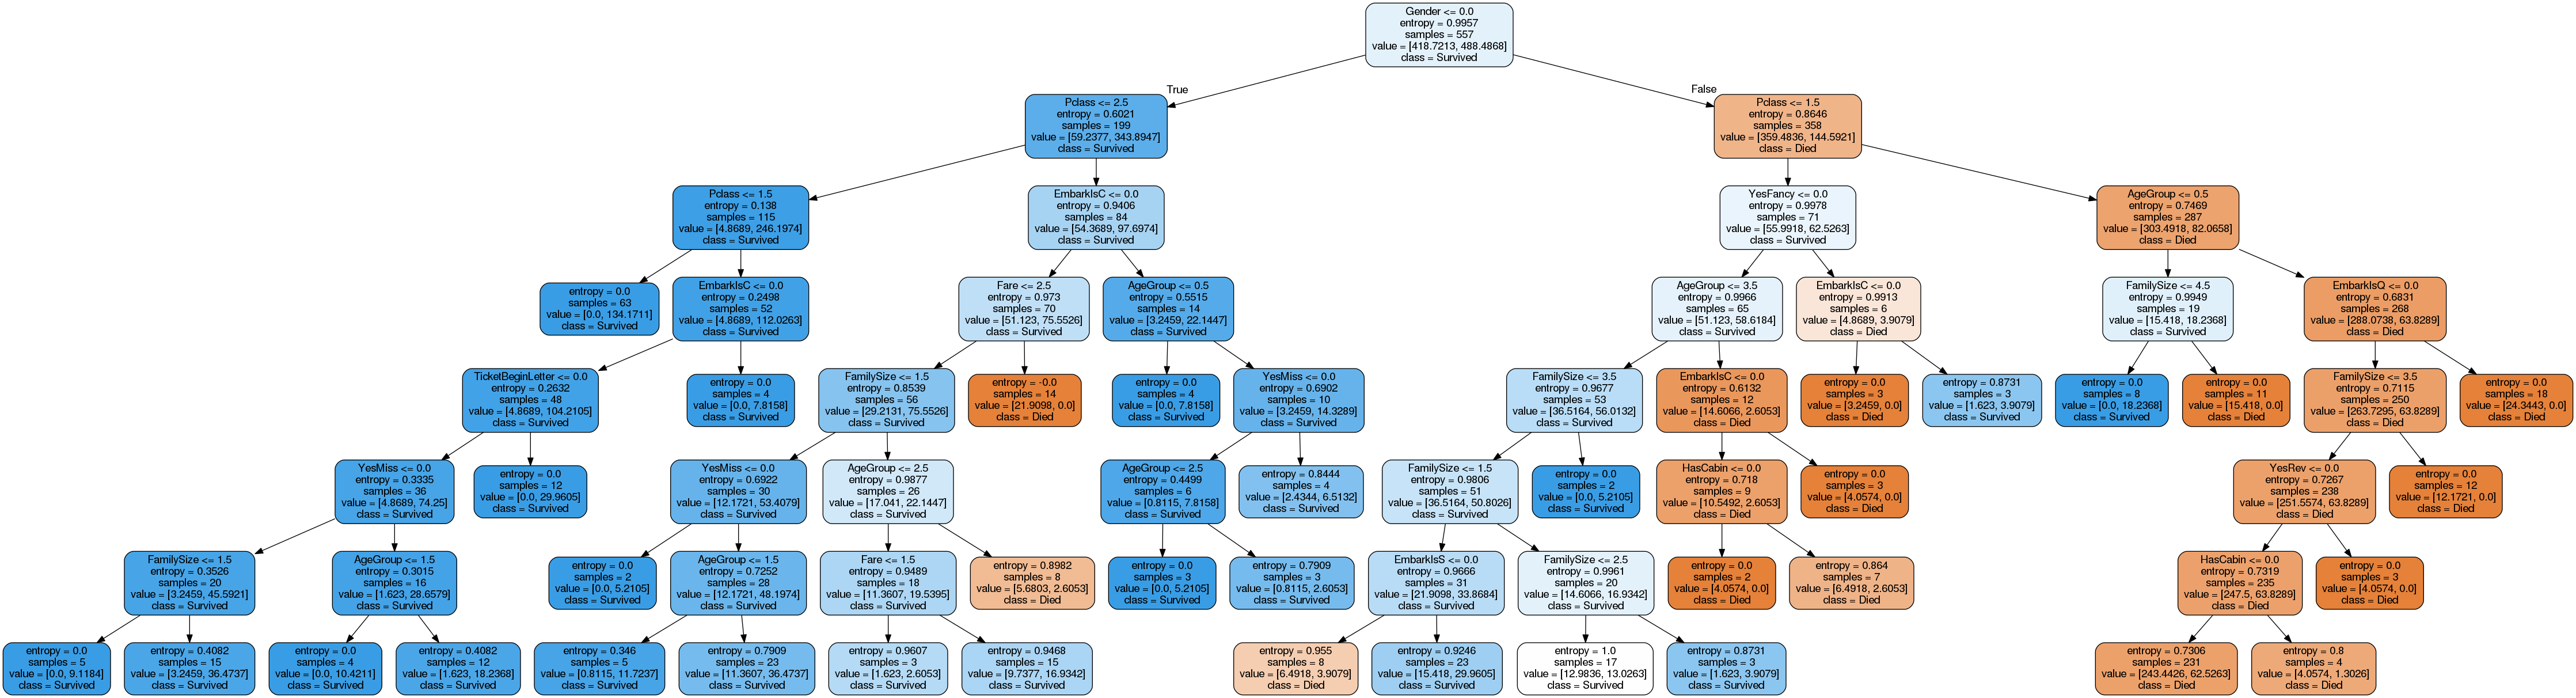 Gender <= 0.0
entropy = 0.9957
samples = 557
value = [418.7213, 488.4868]
class = Survived
True
False
Pclass <= 2.5
entropy = 0.6021
samples = 199
value = [59.2377, 343.8947]
class = Survived
Pclass <= 1.5
entropy = 0.8646
samples = 358
value = [359.4836, 144.5921]
class = Died
Pclass <= 1.5
entropy = 0.138
samples = 115
value = [4.8689, 246.1974]
class = Survived
EmbarkIsC <= 0.0
entropy = 0.9406
samples = 84
value = [54.3689, 97.6974]
class = Survived
YesFancy <= 0.0
entropy = 0.9978
samples = 71
value = [55.9918, 62.5263]
class = Survived
AgeGroup <= 0.5
entropy = 0.7469
samples = 287
value = [303.4918, 82.0658]
class = Died
entropy = 0.0
samples = 63
value = [0.0, 134.1711]
class = Survived
EmbarkIsC <= 0.0
entropy = 0.2498
samples = 52
value = [4.8689, 112.0263]
class = Survived
Fare <= 2.5
entropy = 0.973
samples = 70
value = [51.123, 75.5526]
class = Survived
AgeGroup <= 0.5
entropy = 0.5515
samples = 14
value = [3.2459, 22.1447]
class = Survived
AgeGroup <= 3.5
entropy = 0.9966
samples = 65
value = [51.123, 58.6184]
class = Survived
EmbarkIsC <= 0.0
entropy = 0.9913
samples = 6
value = [4.8689, 3.9079]
class = Died
FamilySize <= 4.5
entropy = 0.9949
samples = 19
value = [15.418, 18.2368]
class = Survived
EmbarkIsQ <= 0.0
entropy = 0.6831
samples = 268
value = [288.0738, 63.8289]
class = Died
TicketBeginLetter <= 0.0
entropy = 0.2632
samples = 48
value = [4.8689, 104.2105]
class = Survived
entropy = 0.0
samples = 4
value = [0.0, 7.8158]
class = Survived
FamilySize <= 1.5
entropy = 0.8539
samples = 56
value = [29.2131, 75.5526]
class = Survived
entropy = -0.0
samples = 14
value = [21.9098, 0.0]
class = Died
entropy = 0.0
samples = 4
value = [0.0, 7.8158]
class = Survived
YesMiss <= 0.0
entropy = 0.6902
samples = 10
value = [3.2459, 14.3289]
class = Survived
FamilySize <= 3.5
entropy = 0.9677
samples = 53
value = [36.5164, 56.0132]
class = Survived
EmbarkIsC <= 0.0
entropy = 0.6132
samples = 12
value = [14.6066, 2.6053]
class = Died
entropy = 0.0
samples = 3
value = [3.2459, 0.0]
class = Died
entropy = 0.8731
samples = 3
value = [1.623, 3.9079]
class = Survived
entropy = 0.0
samples = 8
value = [0.0, 18.2368]
class = Survived
entropy = 0.0
samples = 11
value = [15.418, 0.0]
class = Died
FamilySize <= 3.5
entropy = 0.7115
samples = 250
value = [263.7295, 63.8289]
class = Died
entropy = 0.0
samples = 18
value = [24.3443, 0.0]
class = Died
YesMiss <= 0.0
entropy = 0.3335
samples = 36
value = [4.8689, 74.25]
class = Survived
entropy = 0.0
samples = 12
value = [0.0, 29.9605]
class = Survived
YesMiss <= 0.0
entropy = 0.6922
samples = 30
value = [12.1721, 53.4079]
class = Survived
AgeGroup <= 2.5
entropy = 0.9877
samples = 26
value = [17.041, 22.1447]
class = Survived
AgeGroup <= 2.5
entropy = 0.4499
samples = 6
value = [0.8115, 7.8158]
class = Survived
entropy = 0.8444
samples = 4
value = [2.4344, 6.5132]
class = Survived
FamilySize <= 1.5
entropy = 0.9806
samples = 51
value = [36.5164, 50.8026]
class = Survived
entropy = 0.0
samples = 2
value = [0.0, 5.2105]
class = Survived
HasCabin <= 0.0
entropy = 0.718
samples = 9
value = [10.5492, 2.6053]
class = Died
entropy = 0.0
samples = 3
value = [4.0574, 0.0]
class = Died
YesRev <= 0.0
entropy = 0.7267
samples = 238
value = [251.5574, 63.8289]
class = Died
entropy = 0.0
samples = 12
value = [12.1721, 0.0]
class = Died
FamilySize <= 1.5
entropy = 0.3526
samples = 20
value = [3.2459, 45.5921]
class = Survived
AgeGroup <= 1.5
entropy = 0.3015
samples = 16
value = [1.623, 28.6579]
class = Survived
entropy = 0.0
samples = 2
value = [0.0, 5.2105]
class = Survived
AgeGroup <= 1.5
entropy = 0.7252
samples = 28
value = [12.1721, 48.1974]
class = Survived
Fare <= 1.5
entropy = 0.9489
samples = 18
value = [11.3607, 19.5395]
class = Survived
entropy = 0.8982
samples = 8
value = [5.6803, 2.6053]
class = Died
entropy = 0.0
samples = 3
value = [0.0, 5.2105]
class = Survived
entropy = 0.7909
samples = 3
value = [0.8115, 2.6053]
class = Survived
EmbarkIsS <= 0.0
entropy = 0.9666
samples = 31
value = [21.9098, 33.8684]
class = Survived
FamilySize <= 2.5
entropy = 0.9961
samples = 20
value = [14.6066, 16.9342]
class = Survived
entropy = 0.0
samples = 2
value = [4.0574, 0.0]
class = Died
entropy = 0.864
samples = 7
value = [6.4918, 2.6053]
class = Died
HasCabin <= 0.0
entropy = 0.7319
samples = 235
value = [247.5, 63.8289]
class = Died
entropy = 0.0
samples = 3
value = [4.0574, 0.0]
class = Died
entropy = 0.0
samples = 5
value = [0.0, 9.1184]
class = Survived
entropy = 0.4082
samples = 15
value = [3.2459, 36.4737]
class = Survived
entropy = 0.0
samples = 4
value = [0.0, 10.4211]
class = Survived
entropy = 0.4082
samples = 12
value = [1.623, 18.2368]
class = Survived
entropy = 0.346
samples = 5
value = [0.8115, 11.7237]
class = Survived
entropy = 0.7909
samples = 23
value = [11.3607, 36.4737]
class = Survived
entropy = 0.9607
samples = 3
value = [1.623, 2.6053]
class = Survived
entropy = 0.9468
samples = 15
value = [9.7377, 16.9342]
class = Survived
entropy = 0.955
samples = 8
value = [6.4918, 3.9079]
class = Died
entropy = 0.9246
samples = 23
value = [15.418, 29.9605]
class = Survived
entropy = 1.0
samples = 17
value = [12.9836, 13.0263]
class = Survived
entropy = 0.8731
samples = 3
value = [1.623, 3.9079]
class = Survived
entropy = 0.7306
samples = 231
value = [243.4426, 62.5263]
class = Died
entropy = 0.8
samples = 4
value = [4.0574, 1.3026]
class = Died